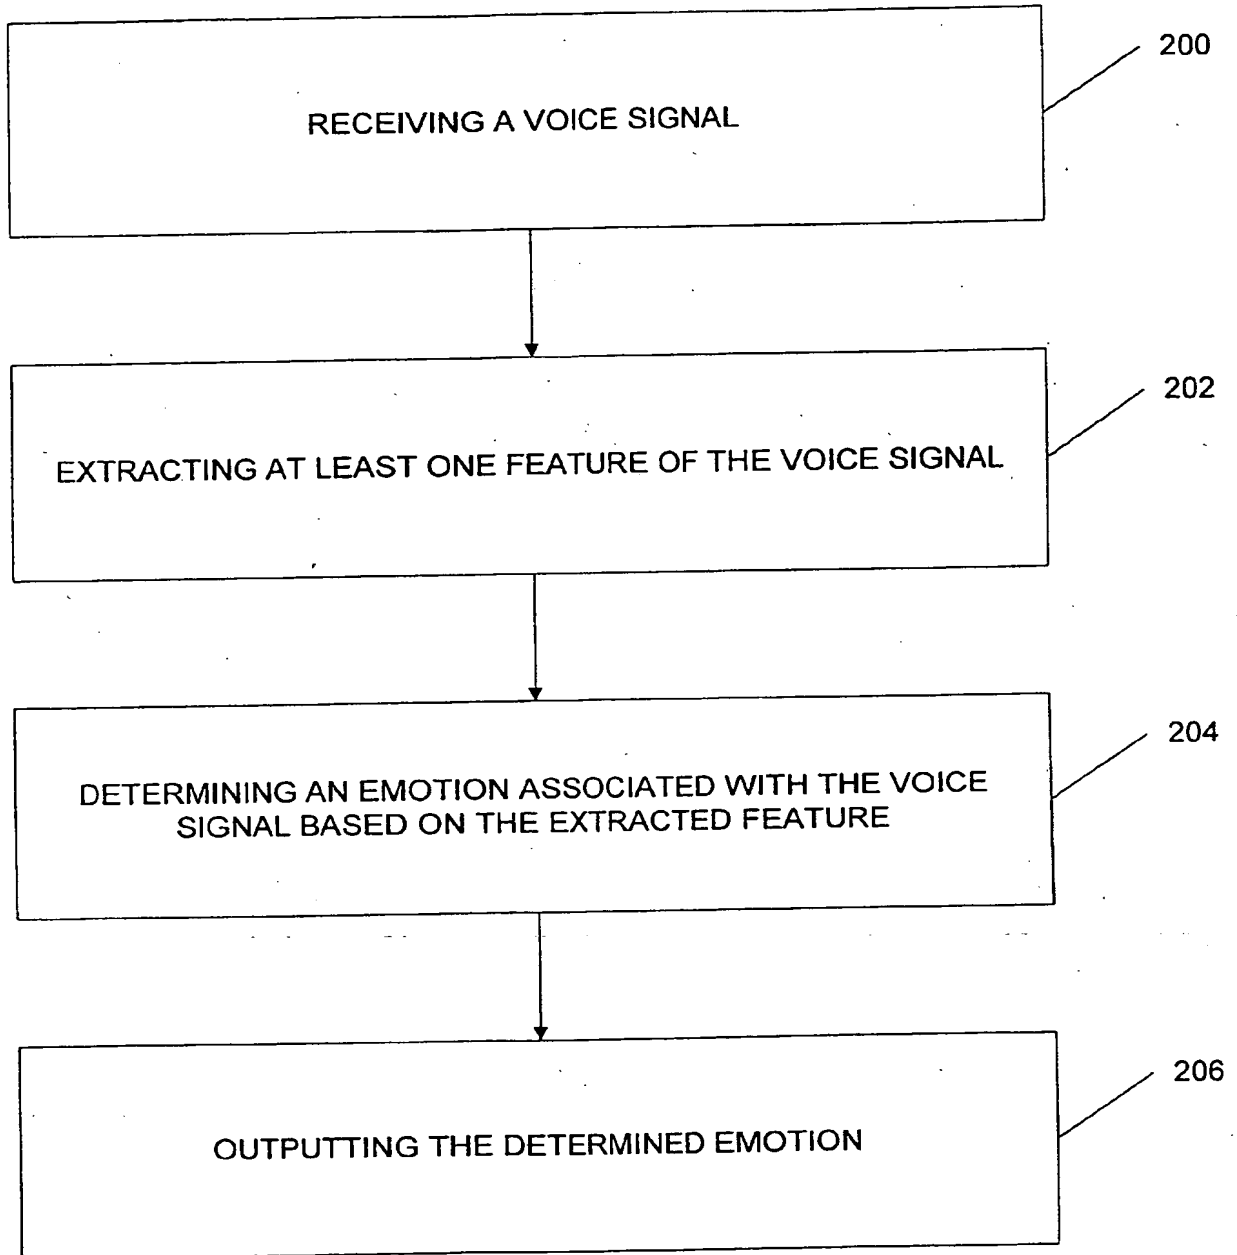 RECEIVING A VOICE SIGNAL
200
EXTRACTING AT LEAST ONE FEATURE OF THE VOICE SIGNAL
202
DETERMINING AN EMOTION ASSOCIATED WITH THE VOICE
SIGNAL BASED ON THE EXTRACTED FEATURE
204
OUTPUTTING THE DETERMINED EMOTION
206